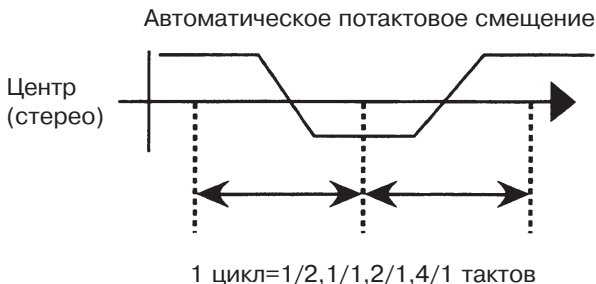 Автоматическое потактовое смещение
Центр
(стерео)
1 цикл=1/2,1/1,2/1,4/1 тактов